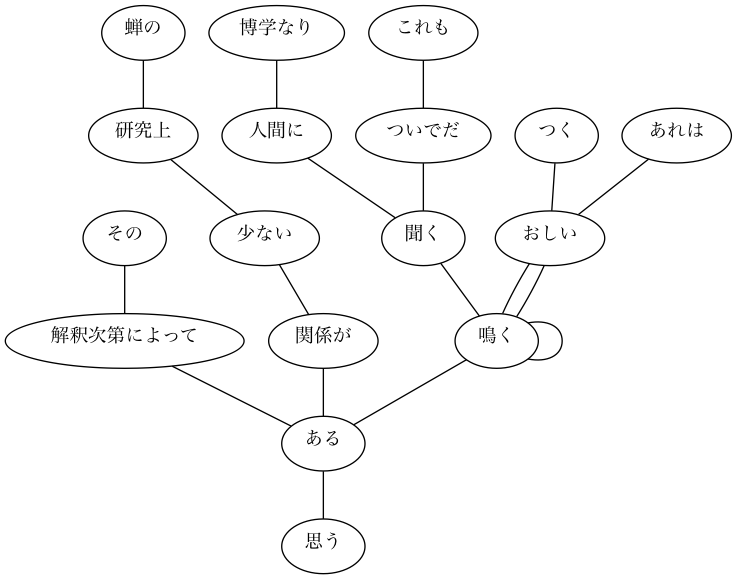 蝉の 博学なり これも
研究上 人間に ついでだ つく あれは
その 少ない 聞く おしい
解釈次第によって 関係が 鳴く
ある
思う